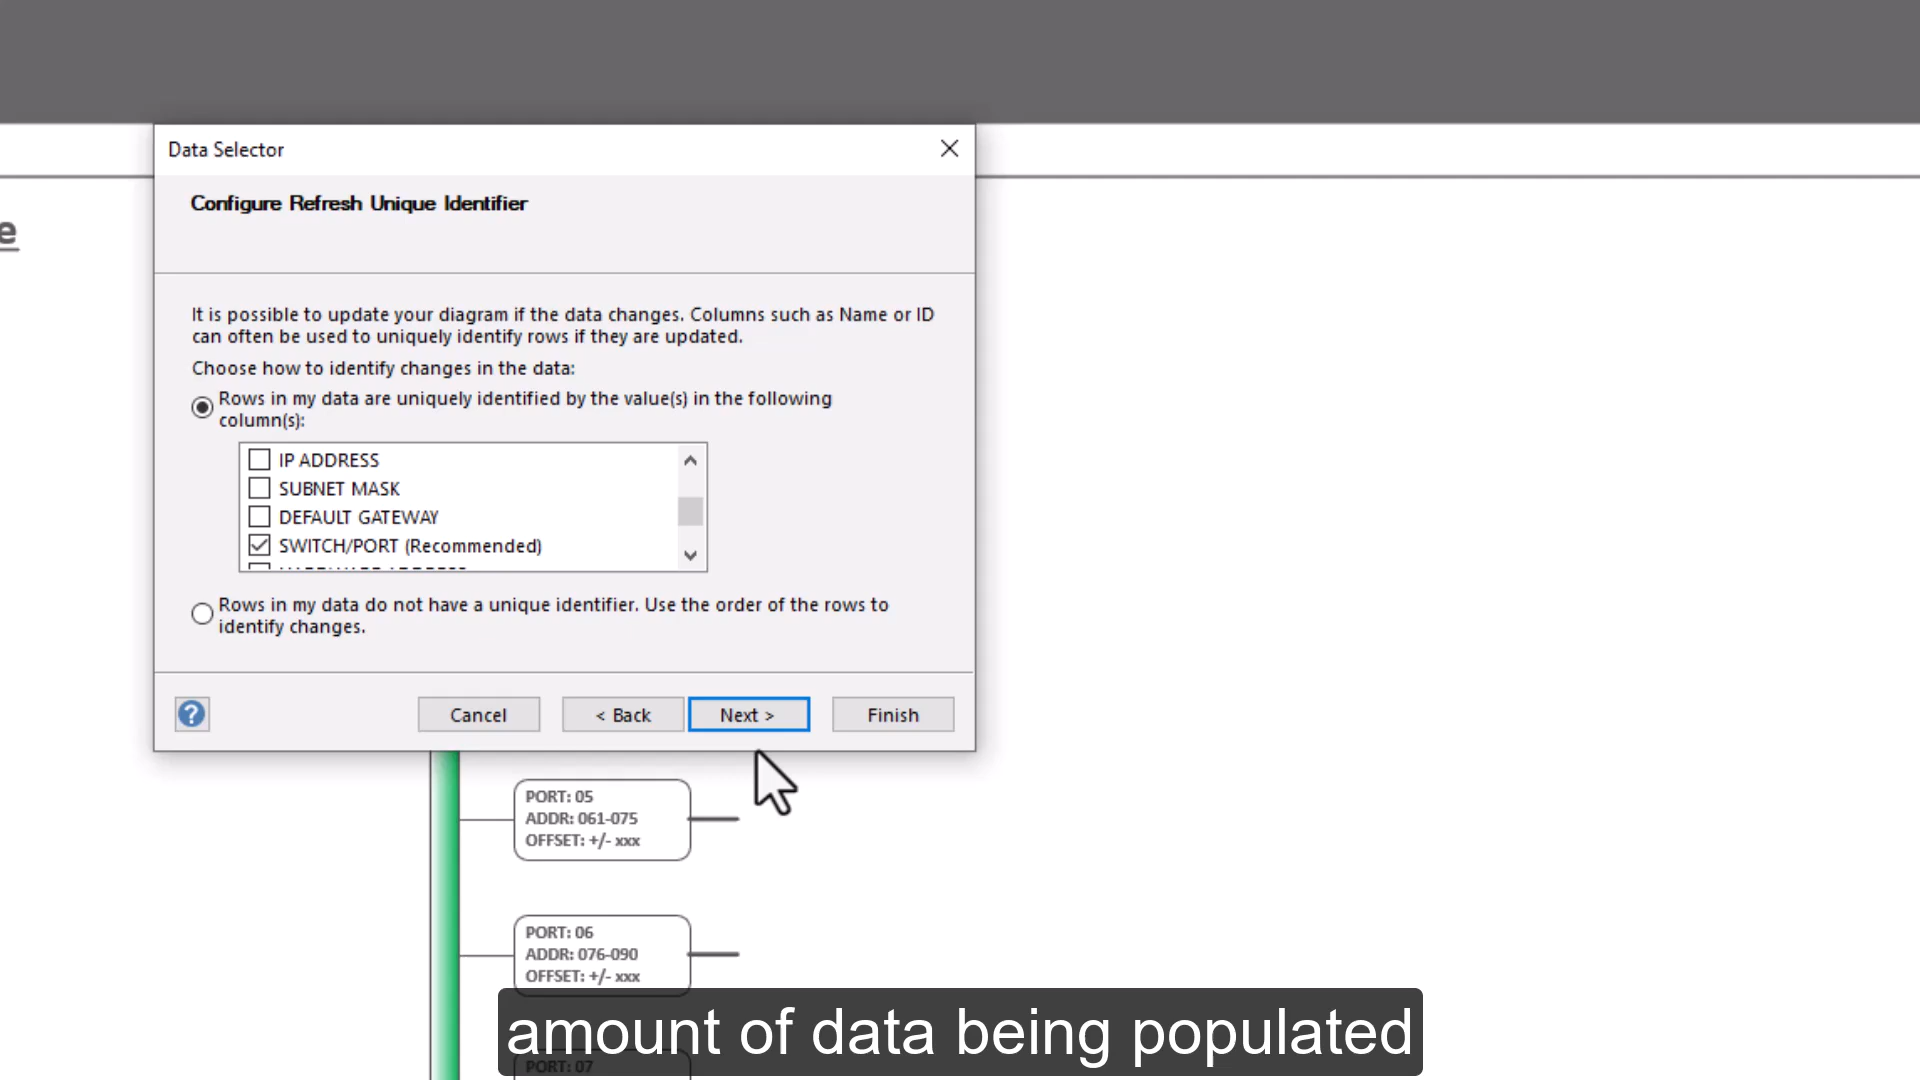 Data Selector
Configure Refresh Unique Identifier
e
It is possible to update your diagram if the data changes. Columns such as Name or ID
can often be used to uniquely identify rows if they are updated.
Choose how to identify changes in the data:
Rows in my data are uniquely identified by the value(s) in the following
column(s):
IP ADDRESS
SUBNET MASK
DEFAULT GATEWAY
SWITCH/PORT (Recommended)
Rows in my data do not have a unique identifier. Use the order of the rows to
identify changes.
?
Cancel
< Back
Next >
Finish
PORT: 05
ADDR: 061-075
OFFSET: +/- xxx
PORT: 06
ADDR: 076-090
OFFSET: +/- xxx
amount of data being populated
PORT: 07